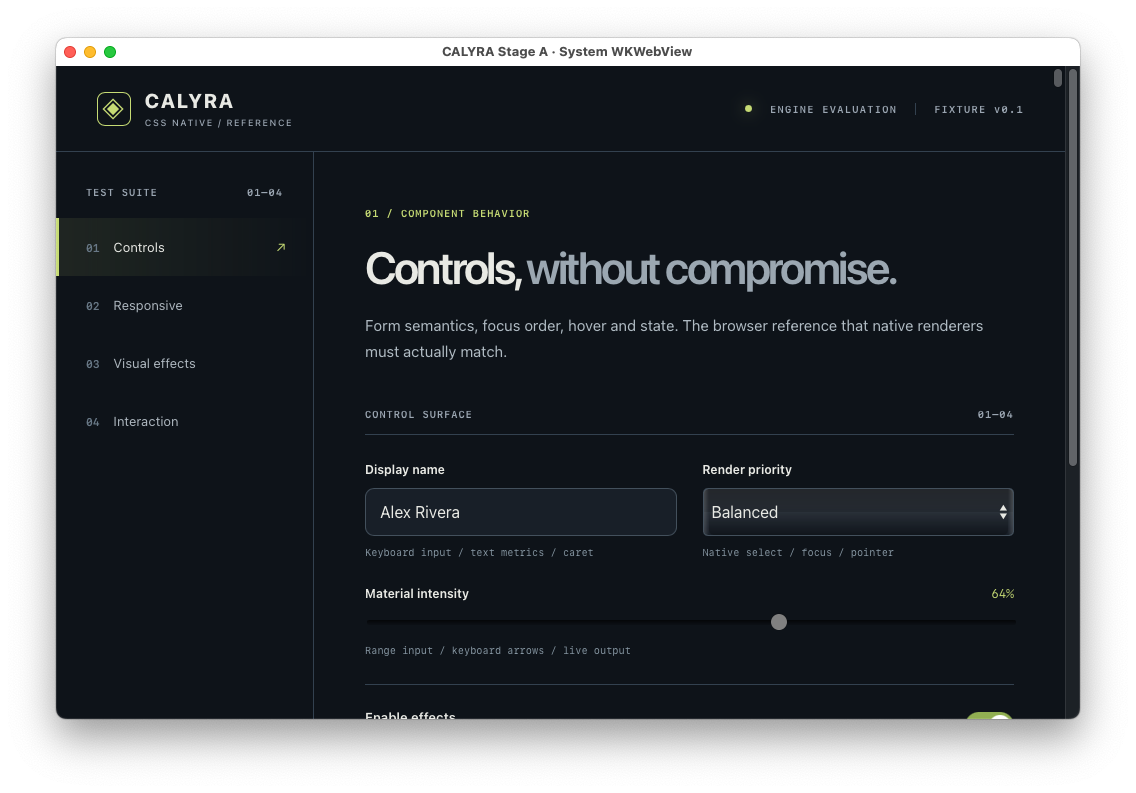 CALYRA Stage A · System WKWebView
CALYRA
CSS NATIVE / REFERENCE
ENGINE EVALUATION
FIXTURE v0.1
TEST SUITE
01—04
01 Controls ↗
02 Responsive
03 Visual effects
04 Interaction
01 / COMPONENT BEHAVIOR
Controls, without compromise.
Form semantics, focus order, hover and state. The browser reference that native renderers
must actually match.
CONTROL SURFACE
01—04
Display name
Alex Rivera
Keyboard input / text metrics / caret
Render priority
Balanced
Native select / focus / pointer
Material intensity
64%
Range input / keyboard arrows / live output
Enable effects